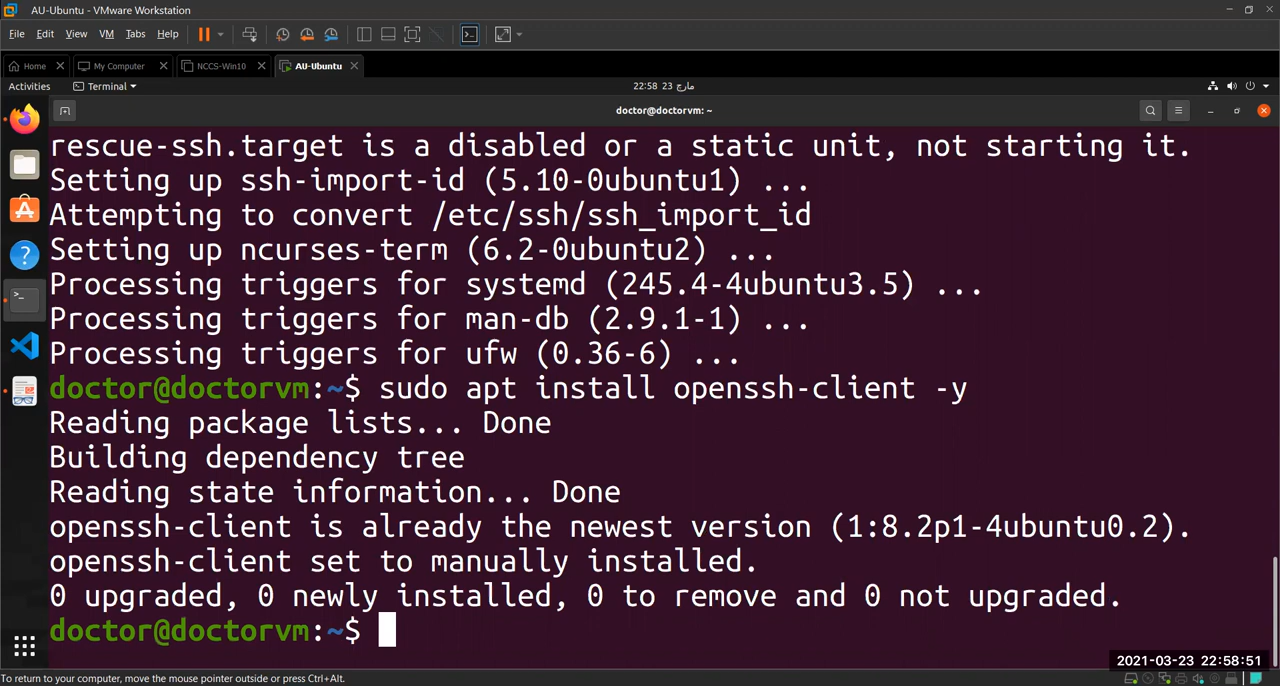 AU-Ubuntu - VMware Workstation
File Edit View VM Tabs Help
Home My Computer NCCS-Win10 AU-Ubuntu
Activities Terminal 22:58 23 مارچ
doctor@doctorvm: ~
rescue-ssh.target is a disabled or a static unit, not starting it.
Setting up ssh-import-id (5.10-0ubuntu1) ...
Attempting to convert /etc/ssh/ssh_import_id
Setting up ncurses-term (6.2-0ubuntu2) ...
Processing triggers for systemd (245.4-4ubuntu3.5) ...
Processing triggers for man-db (2.9.1-1) ...
Processing triggers for ufw (0.36-6) ...
doctor@doctorvm:~$ sudo apt install openssh-client -y
Reading package lists... Done
Building dependency tree
Reading state information... Done
openssh-client is already the newest version (1:8.2p1-4ubuntu0.2).
openssh-client set to manually installed.
0 upgraded, 0 newly installed, 0 to remove and 0 not upgraded.
doctor@doctorvm:~$
2021-03-23 22:58:51
To return to your computer, move the mouse pointer outside or press Ctrl+Alt.